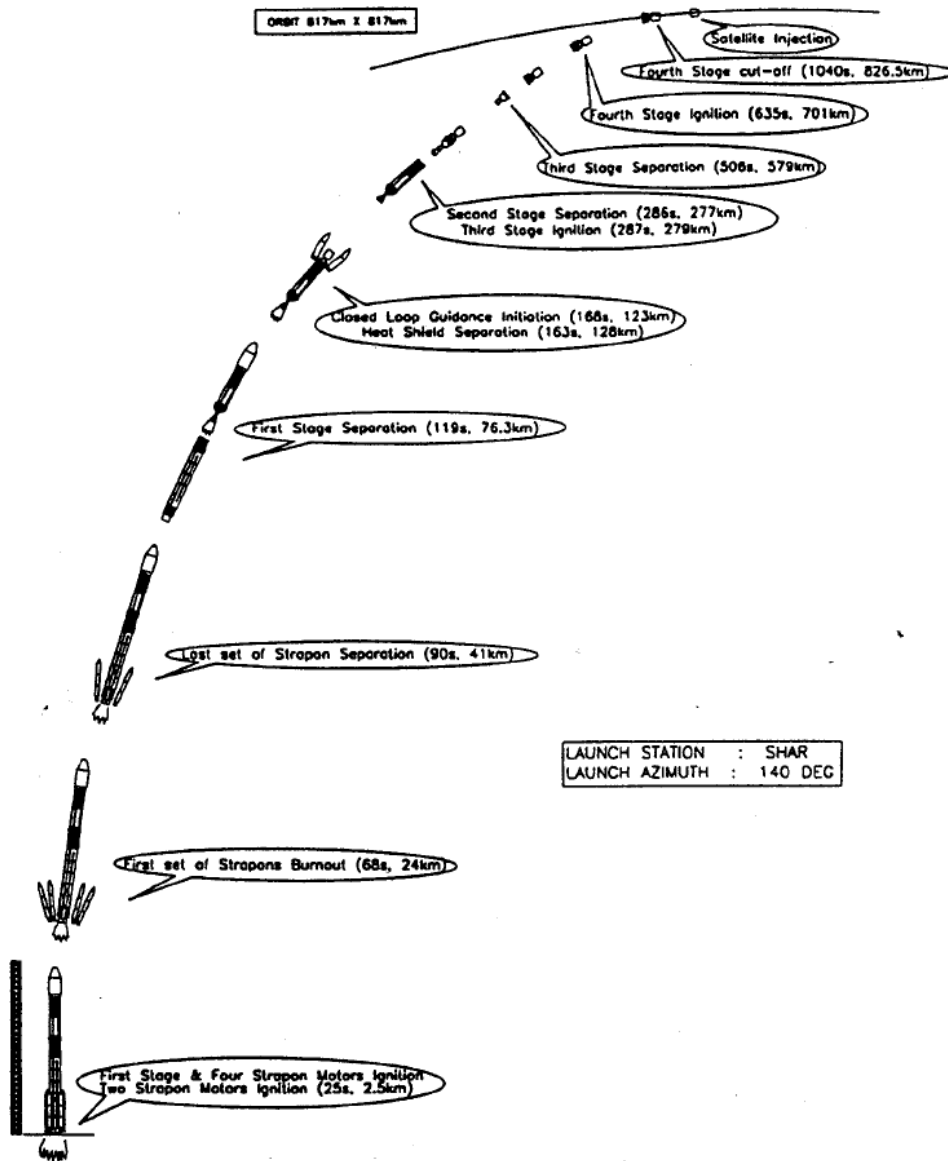 ORBIT 817km X 817km
Satellite Injection
Fourth Stage cut-off (1040s, 826.5km)
Fourth Stage Ignition (635s, 701km)
Third Stage Separation (506s, 579km)
Second Stage Separation (286s, 277km)
Third Stage Ignition (287s, 279km)
Closed Loop Guidance Initiation (168s, 123km)
Heat Shield Separation (163s, 128km)
First Stage Separation (119s, 76.3km)
Last set of Strapon Separation (90s, 41km)
LAUNCH STATION : SHAR
LAUNCH AZIMUTH : 140 DEG
First set of Strapons Burnout (68s, 24km)
First Stage & Four Strapon Motors Ignition
Two Strapon Motors Ignition (25s, 2.5km)